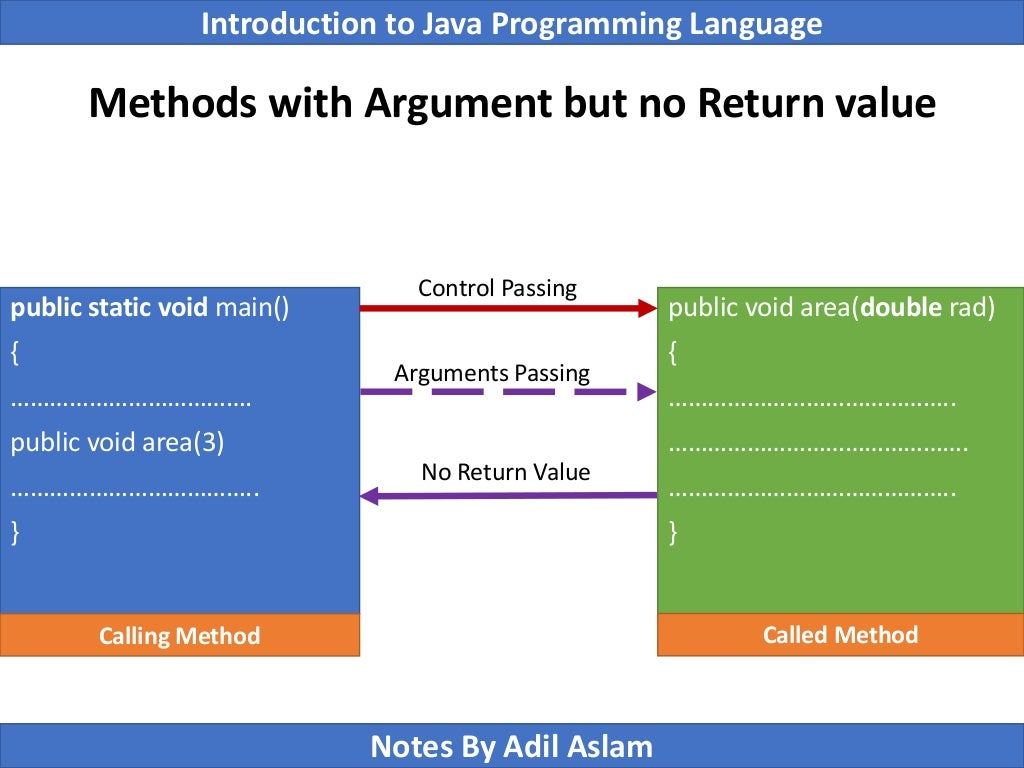 Introduction to Java Programming Language
Methods with Argument but no Return value
public static void main()
{
……………………………….
public void area(3)
………………………………..
}
Calling Method
Control Passing
Arguments Passing
No Return Value
public void area(double rad)
{
……………………………………..
……………………………………….
……………………………………..
}
Called Method
Notes By Adil Aslam